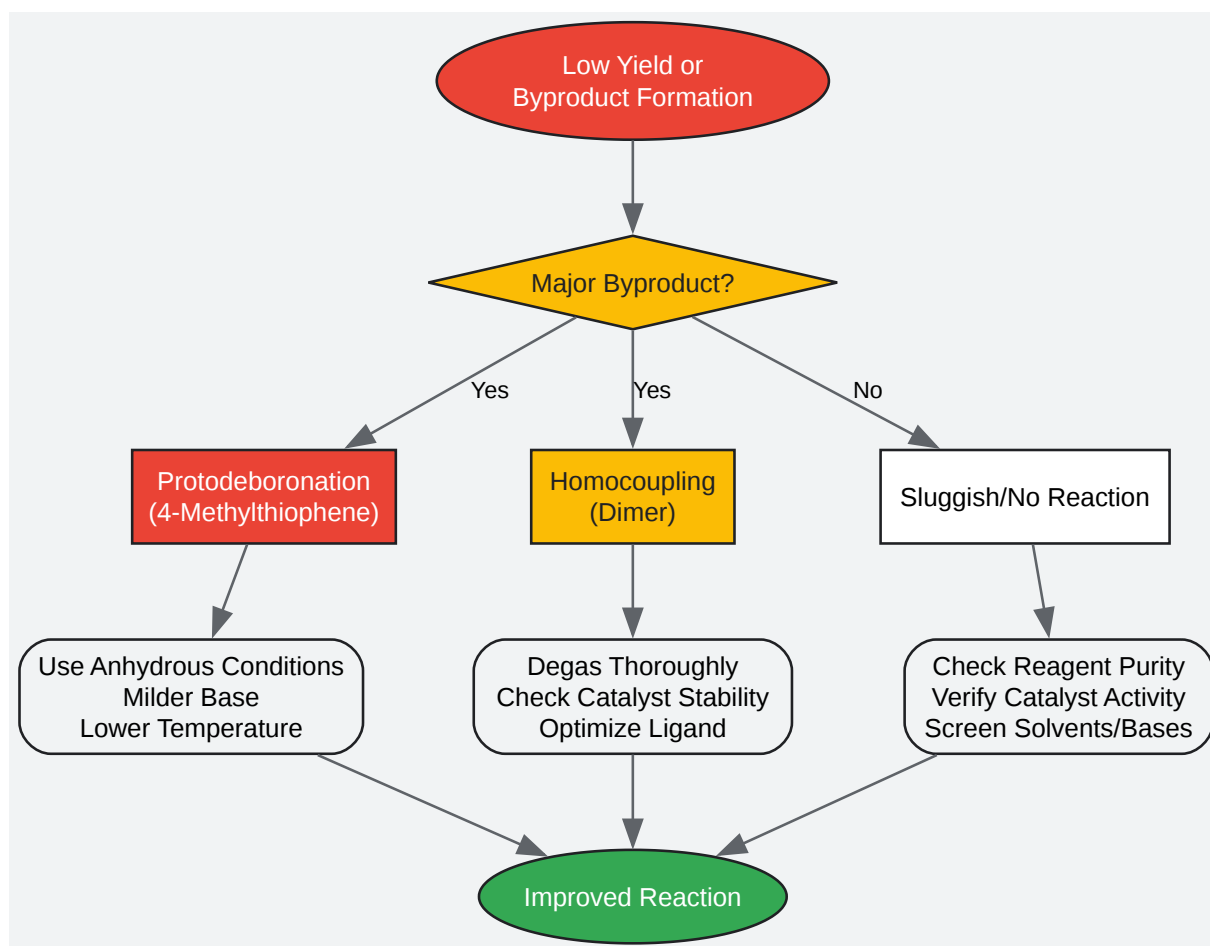 Low Yield or
Byproduct Formation
Major Byproduct?
Yes
Yes
No
Protodeboronation
(4-Methylthiophene)
Homocoupling
(Dimer)
Sluggish/No Reaction
Use Anhydrous Conditions
Milder Base
Lower Temperature
Degas Thoroughly
Check Catalyst Stability
Optimize Ligand
Check Reagent Purity
Verify Catalyst Activity
Screen Solvents/Bases
Improved Reaction